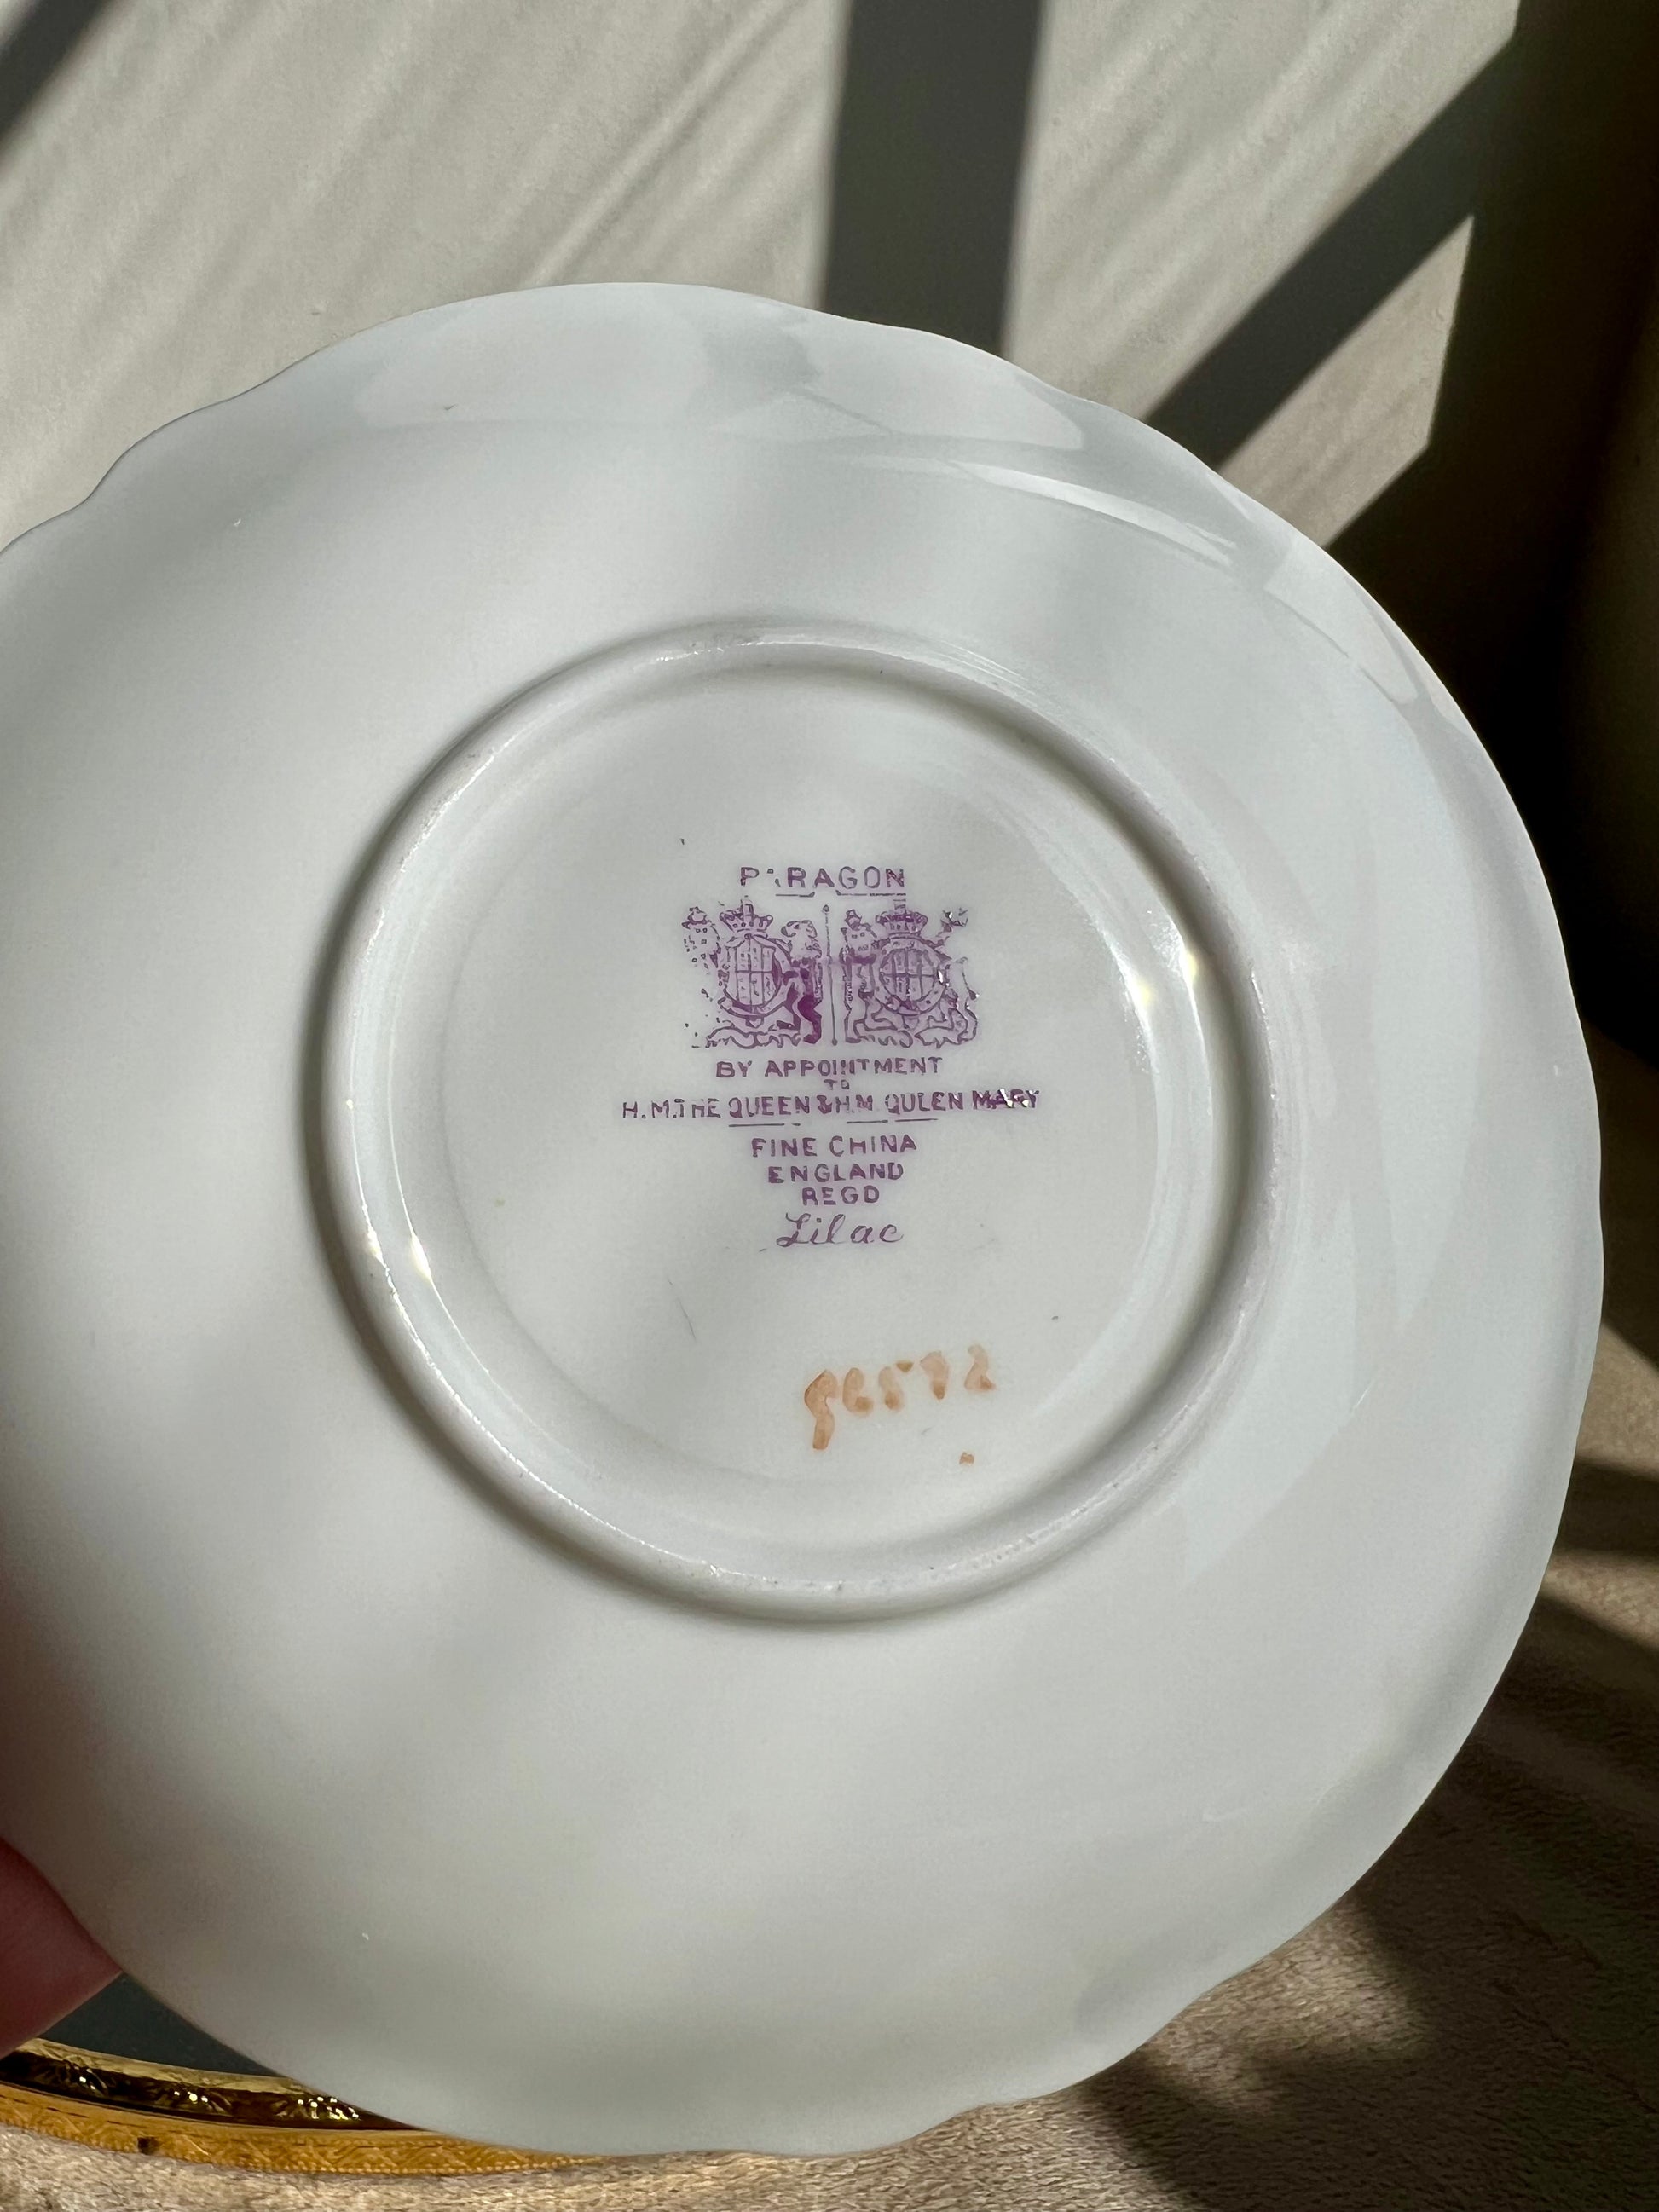 PARAGON
BY APPOINTMENT
TO
H.M. THE QUEEN & H.M. QUEEN MARY
FINE CHINA
ENGLAND
REGD
Lilac